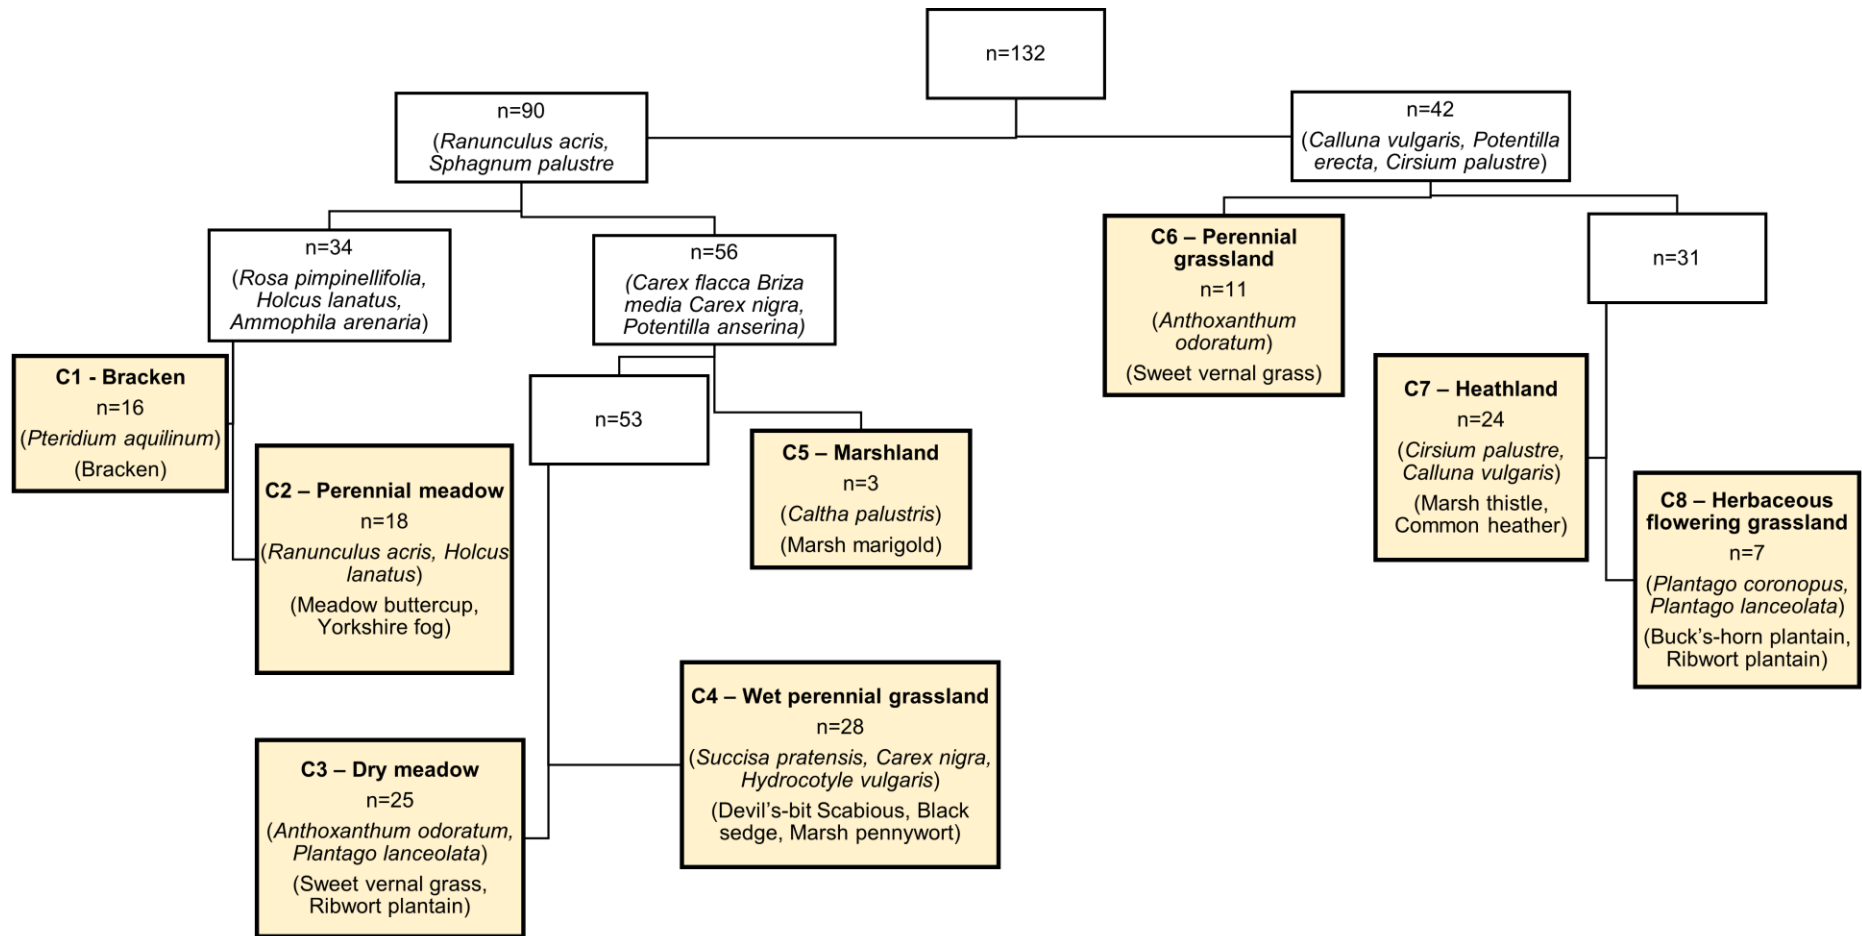 n=132
n=90
(Ranunculus acris,
Sphagnum palustre
n=42
(Calluna vulgaris, Potentilla
erecta, Cirsium palustre)
n=34
(Rosa pimpinellifolia,
Holcus lanatus,
Ammophila arenaria)
n=56
(Carex flacca Briza
media Carex nigra,
Potentilla anserina)
C6 – Perennial
grassland
n=11
(Anthoxanthum
odoratum)
(Sweet vernal grass)
n=31
C1 - Bracken
n=16
(Pteridium aquilinum)
(Bracken)
C2 – Perennial meadow
n=18
(Ranunculus acris, Holcus
lanatus)
(Meadow buttercup,
Yorkshire fog)
n=53
C5 – Marshland
n=3
(Caltha palustris)
(Marsh marigold)
C7 – Heathland
n=24
(Cirsium palustre,
Calluna vulgaris)
(Marsh thistle,
Common heather)
C8 – Herbaceous
flowering grassland
n=7
(Plantago coronopus,
Plantago lanceolata)
(Buck's-horn plantain,
Ribwort plantain)
C3 – Dry meadow
n=25
(Anthoxanthum odoratum,
Plantago lanceolata)
(Sweet vernal grass,
Ribwort plantain)
C4 – Wet perennial grassland
n=28
(Succisa pratensis, Carex nigra,
Hydrocotyle vulgaris)
(Devil's-bit Scabious, Black
sedge, Marsh pennywort)